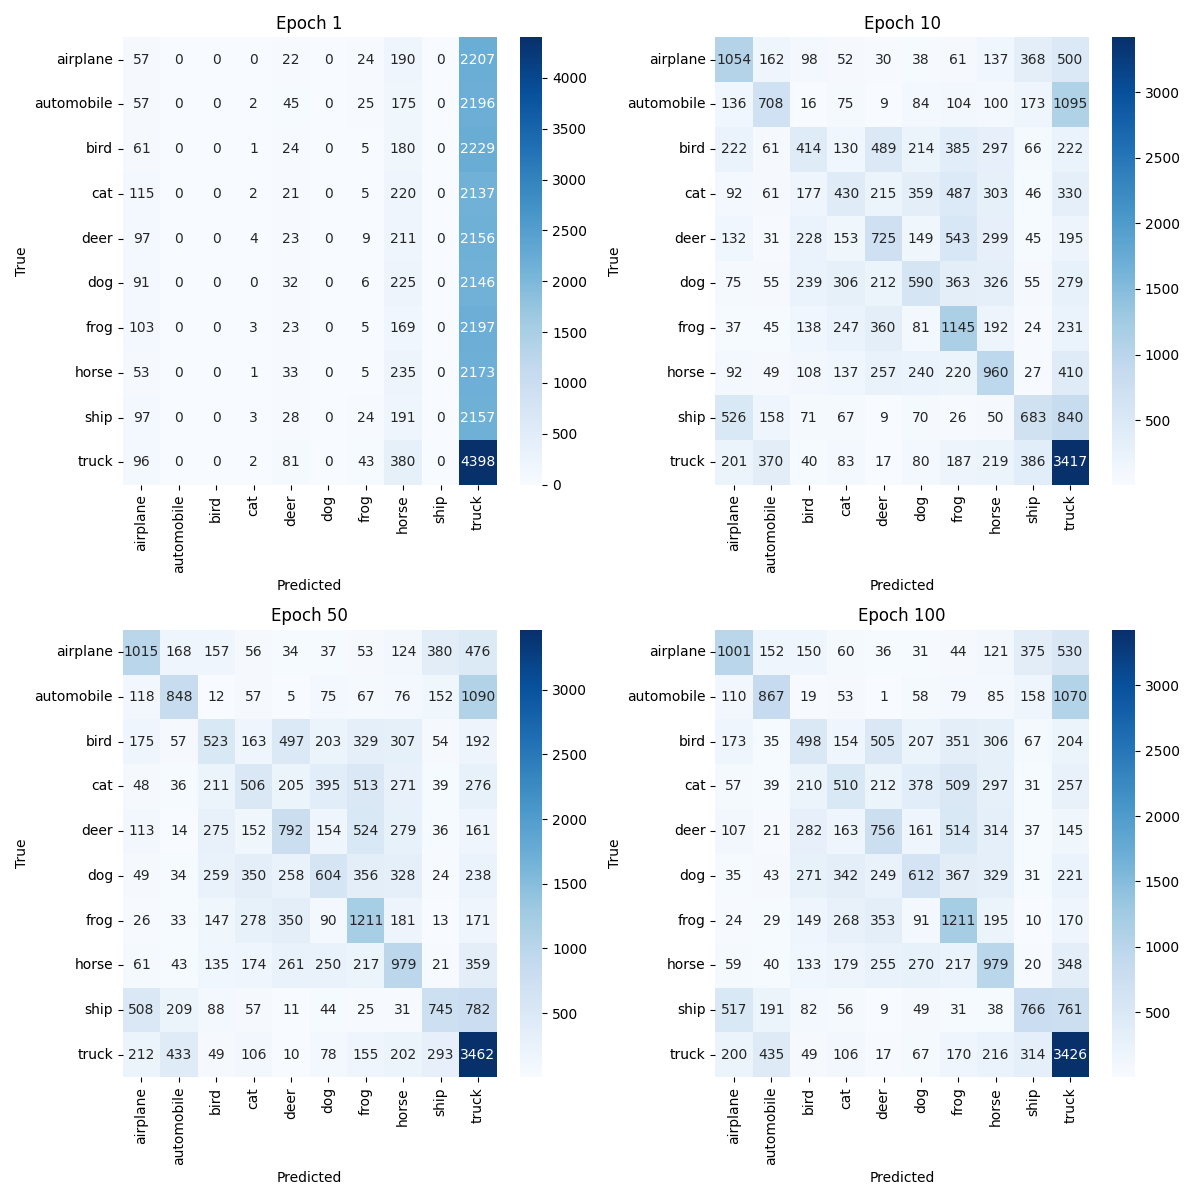 Epoch 1
airplane 57 0 0 0 22 24 190 0 2207
automobile 57 0 0 2 45 25 175 0 2196
bird 61 0 0 1 24 0 5 180 0 2229
cat 115 0 0 2 21 0 5 220 0 2137
deer 97 0 0 4 23 0 9 211 0 2156
dog 91 0 0 0 32 0 6 225 0 2146
frog 103 0 0 3 23 0 5 169 0 2197
horse 53 0 0 1 33 0 5 235 0 2173
ship 97 0 0 3 28 0 24 191 0 2157
truck 96 0 0 2 81 0 43 380 0 4398
airplane automobile bird cat deer dog frog horse ship truck
Predicted
True
4000
3500
3000
2500
2000
1500
1000
500
0
Epoch 10
airplane 1054 162 98 52 30 38 61 137 368 500
automobile 136 708 16 75 9 84 104 100 173 1095
bird 222 61 414 130 489 214 385 297 66 222
cat 92 61 177 430 215 359 487 303 46 330
deer 132 31 228 153 725 149 543 299 45 195
dog 75 55 239 306 212 590 363 326 55 279
frog 37 45 138 247 360 81 1145 192 24 231
horse 92 49 108 137 257 240 220 960 27 410
ship 526 158 71 67 9 70 26 50 683 840
truck 201 370 40 83 17 80 187 219 386 3417
airplane automobile bird cat deer dog frog horse ship truck
Predicted
True
3000
2500
2000
1500
1000
500
Epoch 50
airplane 1015 168 157 56 34 37 53 124 380 476
automobile 118 848 12 57 5 75 67 76 152 1090
bird 175 57 523 163 497 203 329 307 54 192
cat 48 36 211 506 205 395 513 271 39 276
deer 113 14 275 152 792 154 524 279 36 161
dog 49 34 259 350 258 604 356 328 24 238
frog 26 33 147 278 350 90 1211 181 13 171
horse 61 43 135 174 261 250 217 979 21 359
ship 508 209 88 57 11 44 25 31 745 782
truck 212 433 49 106 10 78 155 202 293 3462
airplane automobile bird cat deer dog frog horse ship truck
Predicted
True
3000
2500
2000
1500
1000
500
Epoch 100
airplane 1001 152 150 60 36 31 44 121 375 530
automobile 110 867 19 53 1 58 79 85 158 1070
bird 173 35 498 154 505 207 351 306 67 204
cat 57 39 210 510 212 378 509 297 31 257
deer 107 21 282 163 756 161 514 314 37 145
dog 35 43 271 342 249 612 367 329 31 221
frog 24 29 149 268 353 91 1211 195 10 170
horse 59 40 133 179 255 270 217 979 20 348
ship 517 191 82 56 9 49 31 38 766 761
truck 200 435 49 106 17 67 170 216 314 3426
airplane automobile bird cat deer dog frog horse ship truck
Predicted
True
3000
2500
2000
1500
1000
500